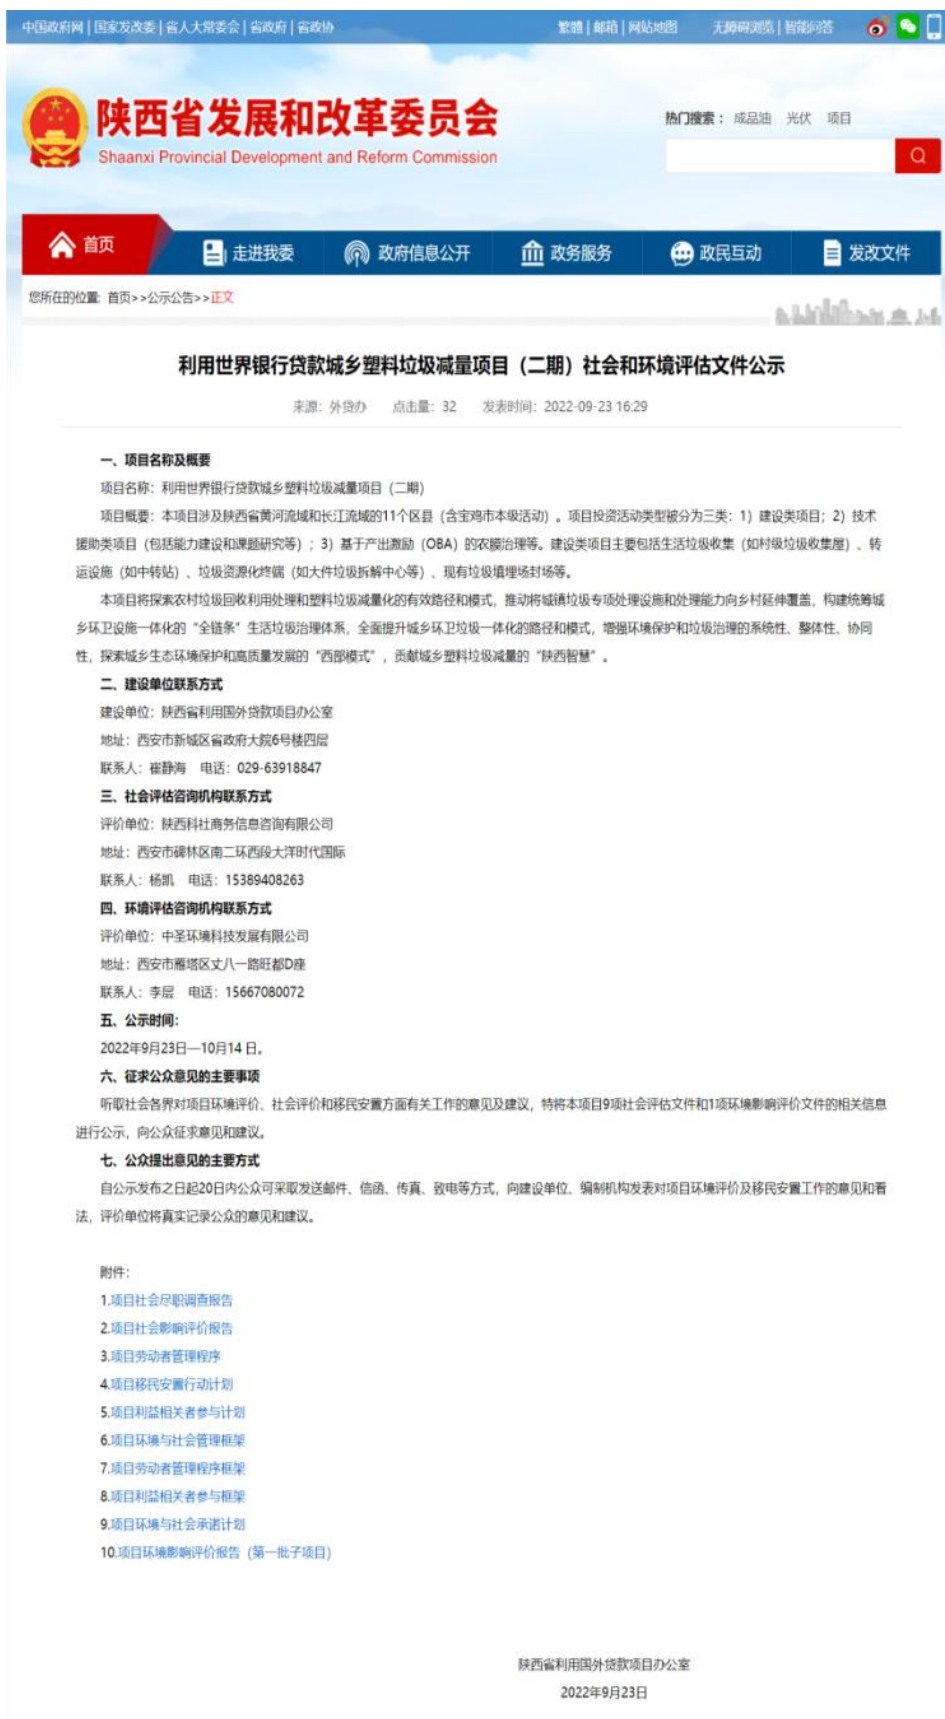 中国政府网 | 国家发改委 | 省人大常委会 | 省政府 | 省政协
繁體 | 邮箱 | 网站地图 无障碍浏览 | 智能问答
陕西省发展和改革委员会
Shaanxi Provincial Development and Reform Commission
热门搜索： 成品油 光伏 项目
首页 走进我委 政府信息公开 政务服务 政民互动 发改文件
您所在的位置: 首页>>公示公告>>正文
利用世界银行贷款城乡塑料垃圾减量项目（二期）社会和环境评估文件公示
来源：外贷办 点击量：32 发表时间：2022-09-23 16:29
一、项目名称及概要
项目名称：利用世界银行贷款城乡塑料垃圾减量项目（二期）
项目概要：本项目涉及陕西省黄河流域和长江流域的11个区县（含宝鸡市本级活动）。项目投资活动类型被分为三类：1）建设类项目；2）技术
援助类项目（包括能力建设和课题研究等）；3）基于产出激励（OBA）的农膜治理等。建设类项目主要包括生活垃圾收集（如村级垃圾收集屋）、转
运设施（如中转站）、垃圾资源化终端（如大件垃圾拆解中心等）、现有垃圾填埋场封场等。
本项目将探索农村垃圾回收利用处理和塑料垃圾减量化的有效路径和模式，推动将城镇垃圾专项处理设施和处理能力向乡村延伸覆盖，构建统筹城
乡环卫设施一体化的“全链条”生活垃圾治理体系，全面提升城乡环卫垃圾一体化的路径和模式，增强环境保护和垃圾治理的系统性、整体性、协同
性，探索城乡生态环境保护和高质量发展的“西部模式”，贡献城乡塑料垃圾减量的“陕西智慧”。
二、建设单位联系方式
建设单位：陕西省利用国外贷款项目办公室
地址：西安市新城区省政府大院6号楼四层
联系人：崔静海 电话：029-63918847
三、社会评估咨询机构联系方式
评价单位：陕西科社商务信息咨询有限公司
地址：西安市碑林区南二环西段大洋时代国际
联系人：杨凯 电话：15389408263
四、环境评估咨询机构联系方式
评价单位：中圣环境科技发展有限公司
地址：西安市雁塔区丈八一路旺都D座
联系人：李层 电话：15667080072
五、公示时间：
2022年9月23日—10月14 日。
六、征求公众意见的主要事项
听取社会各界对项目环境评价、社会评价和移民安置方面有关工作的意见及建议，特将本项目9项社会评估文件和1项环境影响评价文件的相关信息
进行公示，向公众征求意见和建议。
七、公众提出意见的主要方式
自公示发布之日起20日内公众可采取发送邮件、信函、传真、致电等方式，向建设单位、编制机构发表对项目环境评价及移民安置工作的意见和看
法，评价单位将真实记录公众的意见和建议。
附件：
1.项目社会尽职调查报告
2.项目社会影响评价报告
3.项目劳动者管理程序
4.项目移民安置行动计划
5.项目利益相关者参与计划
6.项目环境与社会管理框架
7.项目劳动者管理程序框架
8.项目利益相关者参与框架
9.项目环境与社会承诺计划
10.项目环境影响评价报告（第一批子项目）
陕西省利用国外贷款项目办公室
2022年9月23日